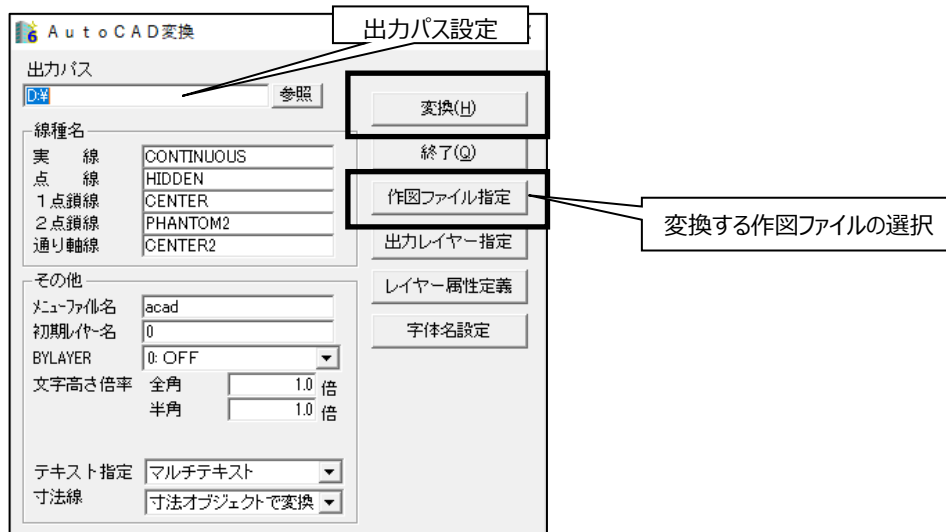 AutoCAD変換
出力パス設定
出力パス
D:¥
参照
変換(H)
線種名
実 線 CONTINUOUS
点 線 HIDDEN
1点鎖線 CENTER
2点鎖線 PHANTOM2
通り軸線 CENTER2
終了(Q)
作図ファイル指定
変換する作図ファイルの選択
出力レイヤー指定
その他
メニューファイル名 acad
初期レイヤー名 0
BYLAYER 0: OFF
文字高さ倍率 全角 1.0 倍
半角 1.0 倍
レイヤー属性定義
字体名設定
テキスト指定 マルチテキスト
寸法線 寸法オブジェクトで変換